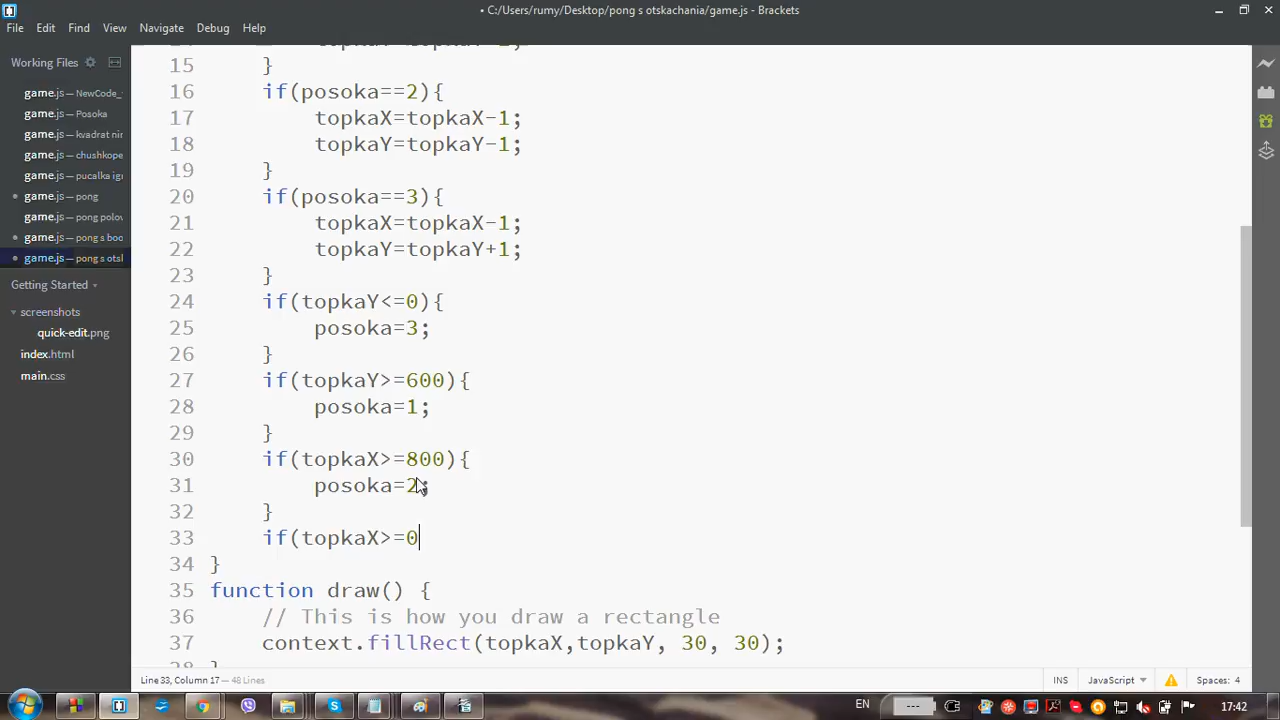 • C:/Users/rumy/Desktop/pong s otskachania/game.js - Brackets
File Edit View Navigate Debug Help
Working Files
game.js — NewCode_
game.js — Posoka
game.js — kvadrat nir
game.js — chushkope
game.js — pucalka igr
game.js — pong
game.js — pong polov
game.js — pong s boo
game.js — pong s otsl
Getting Started
screenshots
quick-edit.png
index.html
main.css
15 }
16 if(posoka==2){
17 topkaX=topkaX-1;
18 topkaY=topkaY-1;
19 }
20 if(posoka==3){
21 topkaX=topkaX-1;
22 topkaY=topkaY+1;
23 }
24 if(topkaY<=0){
25 posoka=3;
26 }
27 if(topkaY>=600){
28 posoka=1;
29 }
30 if(topkaX>=800){
31 posoka=2;
32 }
33 if(topkaX>=0
34 }
35 function draw() {
36 // This is how you draw a rectangle
37 context.fillRect(topkaX,topkaY, 30, 30);
38 }
Line 33, Column 17 — 48 Lines
INS JavaScript Spaces: 4
EN 17:42